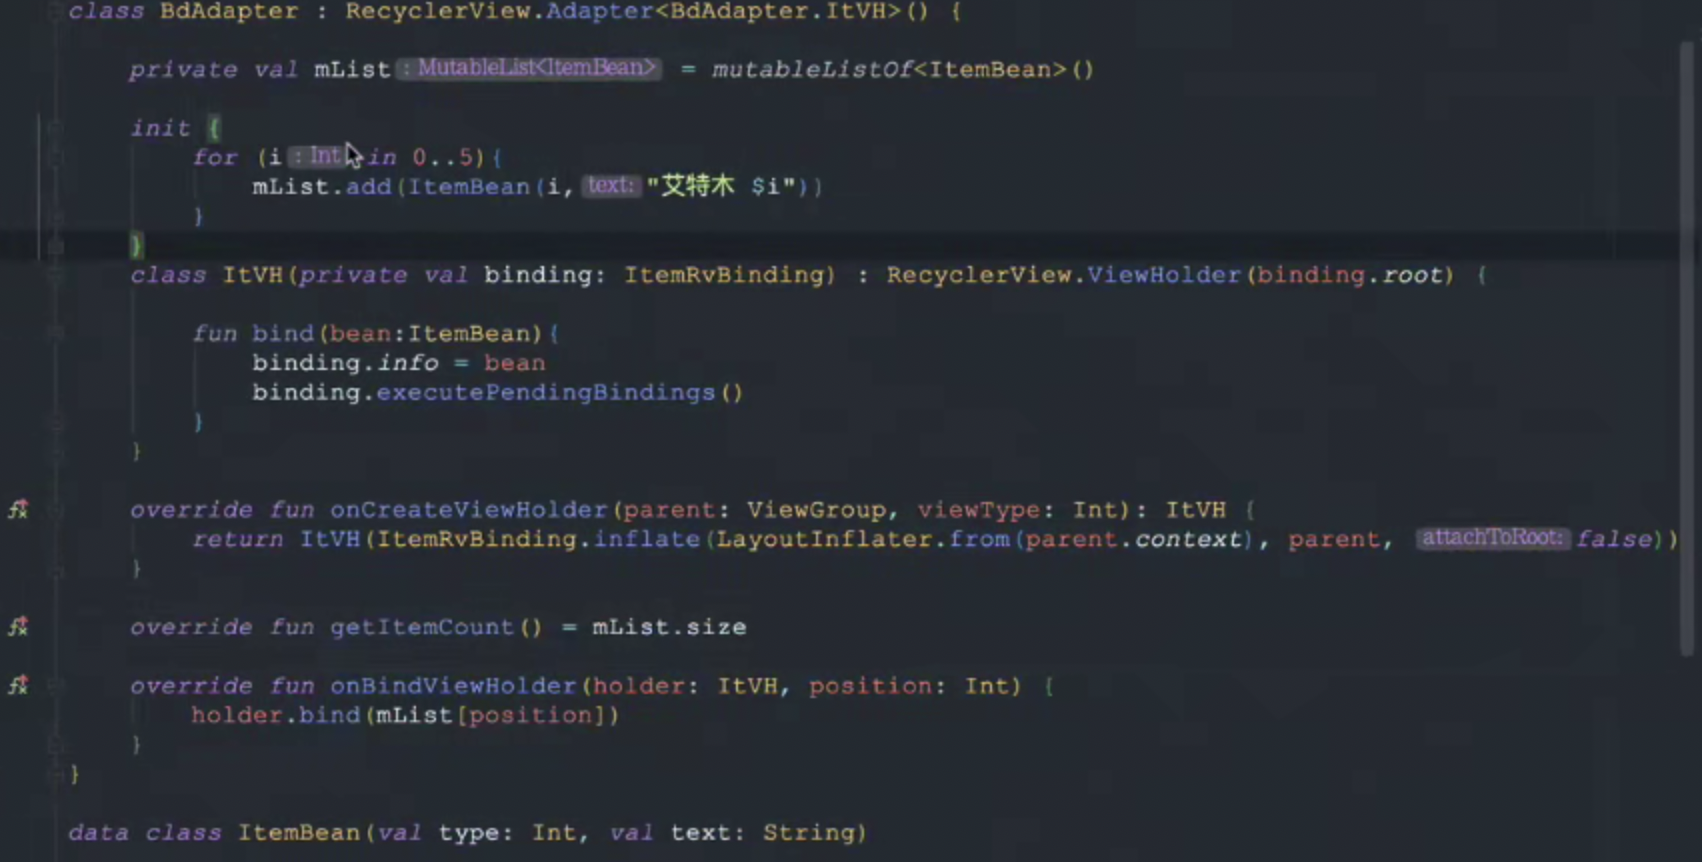 class BdAdapter : RecyclerView.Adapter<BdAdapter.ItVH>() {
private val mList : MutableList<ItemBean> = mutableListOf<ItemBean>()
init {
for (i : Int in 0..5){
mList.add(ItemBean(i, text: "艾特木 $i"))
}
}
class ItVH(private val binding: ItemRvBinding) : RecyclerView.ViewHolder(binding.root) {
fun bind(bean:ItemBean){
binding.info = bean
binding.executePendingBindings()
}
}
override fun onCreateViewHolder(parent: ViewGroup, viewType: Int): ItVH {
return ItVH(ItemRvBinding.inflate(LayoutInflater.from(parent.context), parent, attachToRoot: false))
}
override fun getItemCount() = mList.size
override fun onBindViewHolder(holder: ItVH, position: Int) {
holder.bind(mList[position])
}
}
data class ItemBean(val type: Int, val text: String)